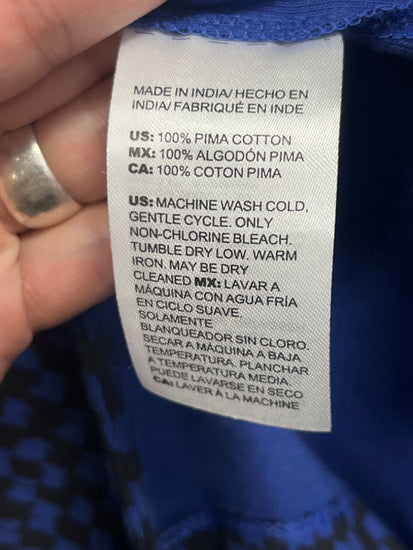 MADE IN INDIA/ HECHO EN
INDIA/ FABRIQUÉ EN INDE
US: 100% PIMA COTTON
MX: 100% ALGODÓN PIMA
CA: 100% COTON PIMA
US: MACHINE WASH COLD,
GENTLE CYCLE. ONLY
NON-CHLORINE BLEACH.
TUMBLE DRY LOW. WARM
IRON. MAY BE DRY
CLEANED MX: LAVAR A
MÁQUINA CON AGUA FRÍA
EN CICLO SUAVE.
SOLAMENTE
BLANQUEADOR SIN CLORO.
SECAR A MÁQUINA A BAJA
TEMPERATURA. PLANCHAR
A TEMPERATURA MEDIA.
PUEDE LAVARSE EN SECO
CA: LAVER À LA MACHINE